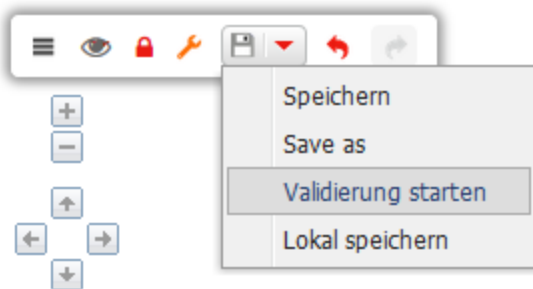 Speichern
Save as
Validierung starten
Lokal speichern